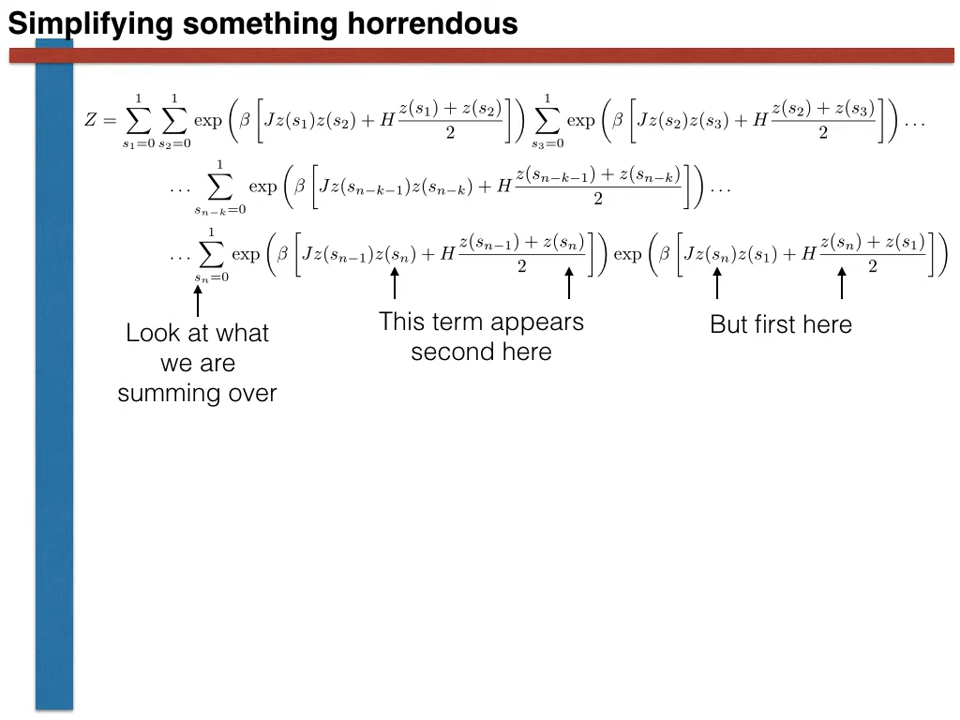 Simplifying something horrendous
Z = \sum_{s_1=0}^{1} \sum_{s_2=0}^{1} \exp\left(\beta\left[Jz(s_1)z(s_2) + H\frac{z(s_1) + z(s_2)}{2}\right]\right) \sum_{s_3=0}^{1} \exp\left(\beta\left[Jz(s_2)z(s_3) + H\frac{z(s_2) + z(s_3)}{2}\right]\right) \ldots
\ldots \sum_{s_{n-k}=0}^{1} \exp\left(\beta\left[Jz(s_{n-k-1})z(s_{n-k}) + H\frac{z(s_{n-k-1}) + z(s_{n-k})}{2}\right]\right) \ldots
\ldots \sum_{s_n=0}^{1} \exp\left(\beta\left[Jz(s_{n-1})z(s_n) + H\frac{z(s_{n-1}) + z(s_n)}{2}\right]\right) \exp\left(\beta\left[Jz(s_n)z(s_1) + H\frac{z(s_n) + z(s_1)}{2}\right]\right)
Look at what
we are
summing over
This term appears
second here
But first here